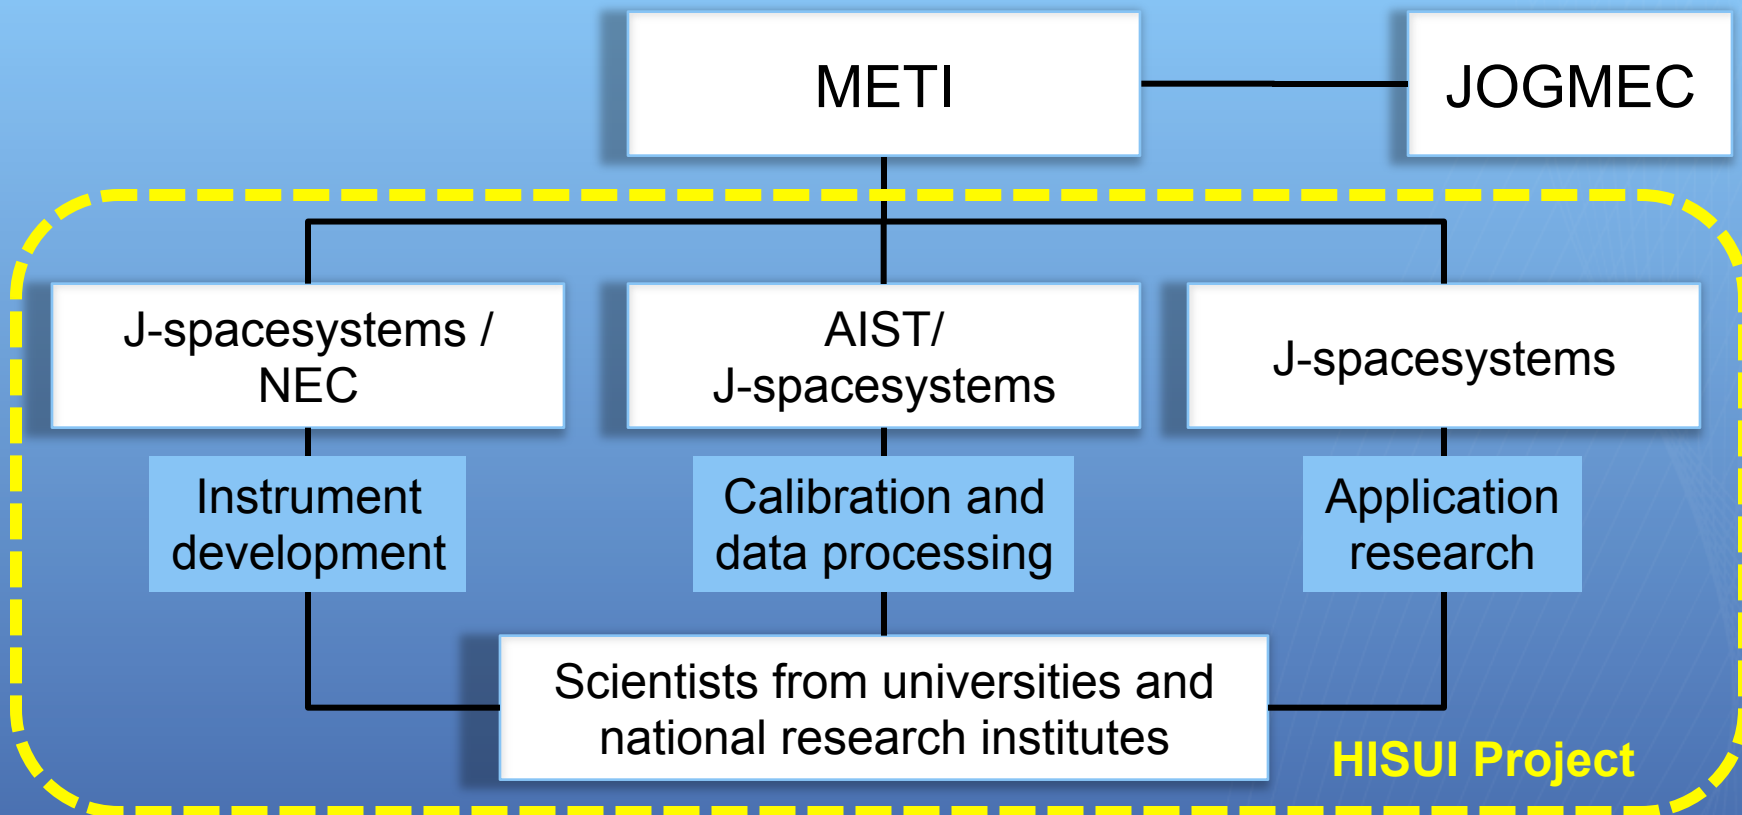 METI
JOGMEC
J-spacesystems /
NEC
AIST/
J-spacesystems
J-spacesystems
Instrument
development
Calibration and
data processing
Application
research
Scientists from universities and
national research institutes
HISUI Project